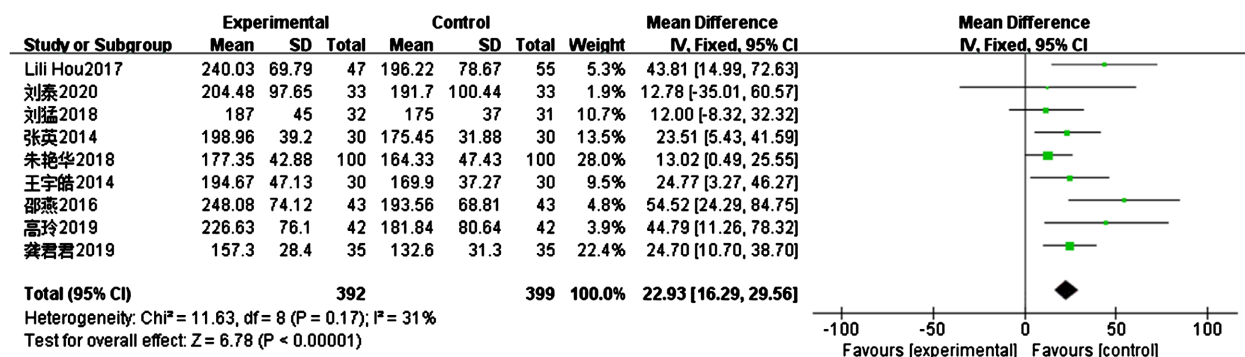 Experimental Control Mean Difference Mean Difference
Study or Subgroup Mean SD Total Mean SD Total Weight IV, Fixed, 95% CI IV, Fixed, 95% CI
Lili Hou2017 240.03 69.79 47 196.22 78.67 55 5.3% 43.81 [14.99, 72.63]
刘泰2020 204.48 97.65 33 191.7 100.44 33 1.9% 12.78 [-35.01, 60.57]
刘猛2018 187 45 32 175 37 31 10.7% 12.00 [-8.32, 32.32]
张英2014 198.96 39.2 30 175.45 31.88 30 13.5% 23.51 [5.43, 41.59]
朱艳华2018 177.35 42.88 100 164.33 47.43 100 28.0% 13.02 [0.49, 25.55]
王宇皓2014 194.67 47.13 30 169.9 37.27 30 9.5% 24.77 [3.27, 46.27]
邵燕2016 248.08 74.12 43 193.56 68.81 43 4.8% 54.52 [24.29, 84.75]
高玲2019 226.63 76.1 42 181.84 80.64 42 3.9% 44.79 [11.26, 78.32]
龚君君2019 157.3 28.4 35 132.6 31.3 35 22.4% 24.70 [10.70, 38.70]
Total (95% CI) 392 399 100.0% 22.93 [16.29, 29.56]
Heterogeneity: Chi² = 11.63, df = 8 (P = 0.17); I² = 31%
Test for overall effect: Z = 6.78 (P < 0.00001)
-100 -50 0 50 100
Favours [experimental] Favours [control]